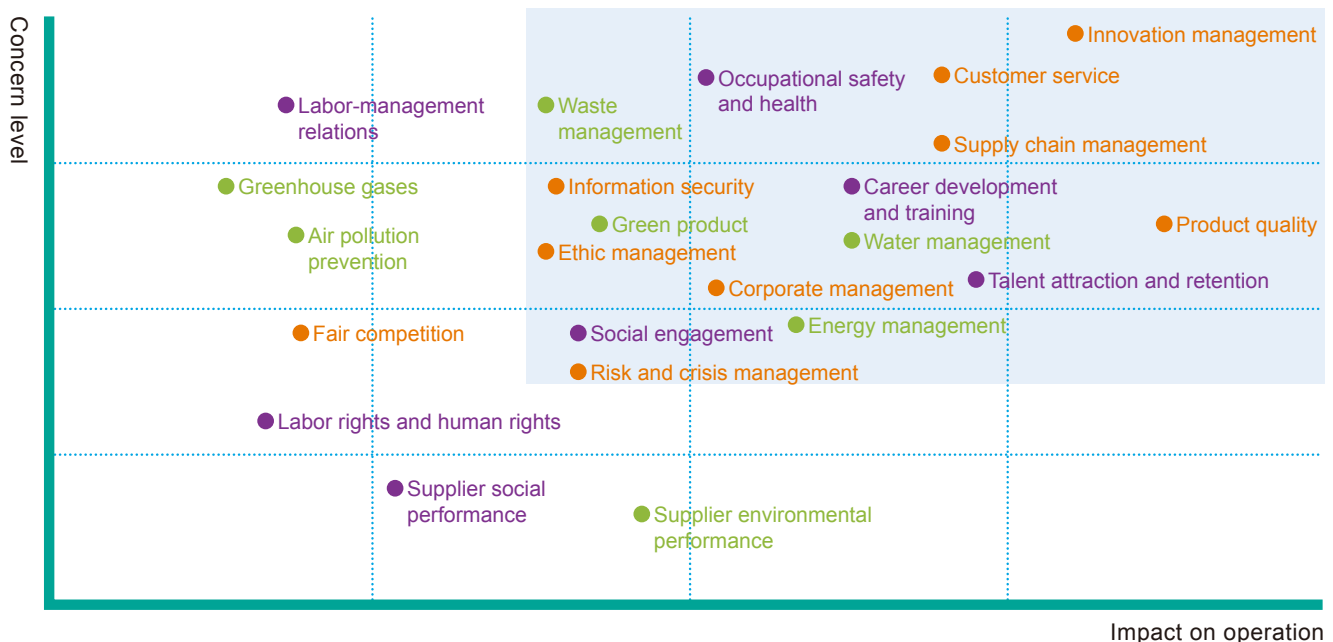 Concern level
Innovation management
Customer service
Occupational safety
and health
Labor-management
relations
Waste
management
Supply chain management
Greenhouse gases
Information security
Career development
and training
Green product
Product quality
Air pollution
prevention
Ethic management
Water management
Corporate management
Talent attraction and retention
Fair competition
Social engagement
Energy management
Risk and crisis management
Labor rights and human rights
Supplier social
performance
Supplier environmental
performance
Impact on operation